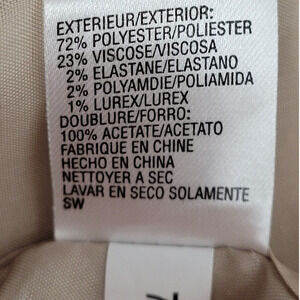 EXTERIEUR/EXTERIOR:
72% POLYESTER/POLIESTER
23% VISCOSE/VISCOSA
2% ELASTANE/ELASTANO
2% POLYAMDIE/POLIAMIDA
1% LUREX/LUREX
DOUBLURE/FORRO:
100% ACETATE/ACETATO
FABRIQUE EN CHINE
HECHO EN CHINA
NETTOYER A SEC
LAVAR EN SECO SOLAMENTE
SW